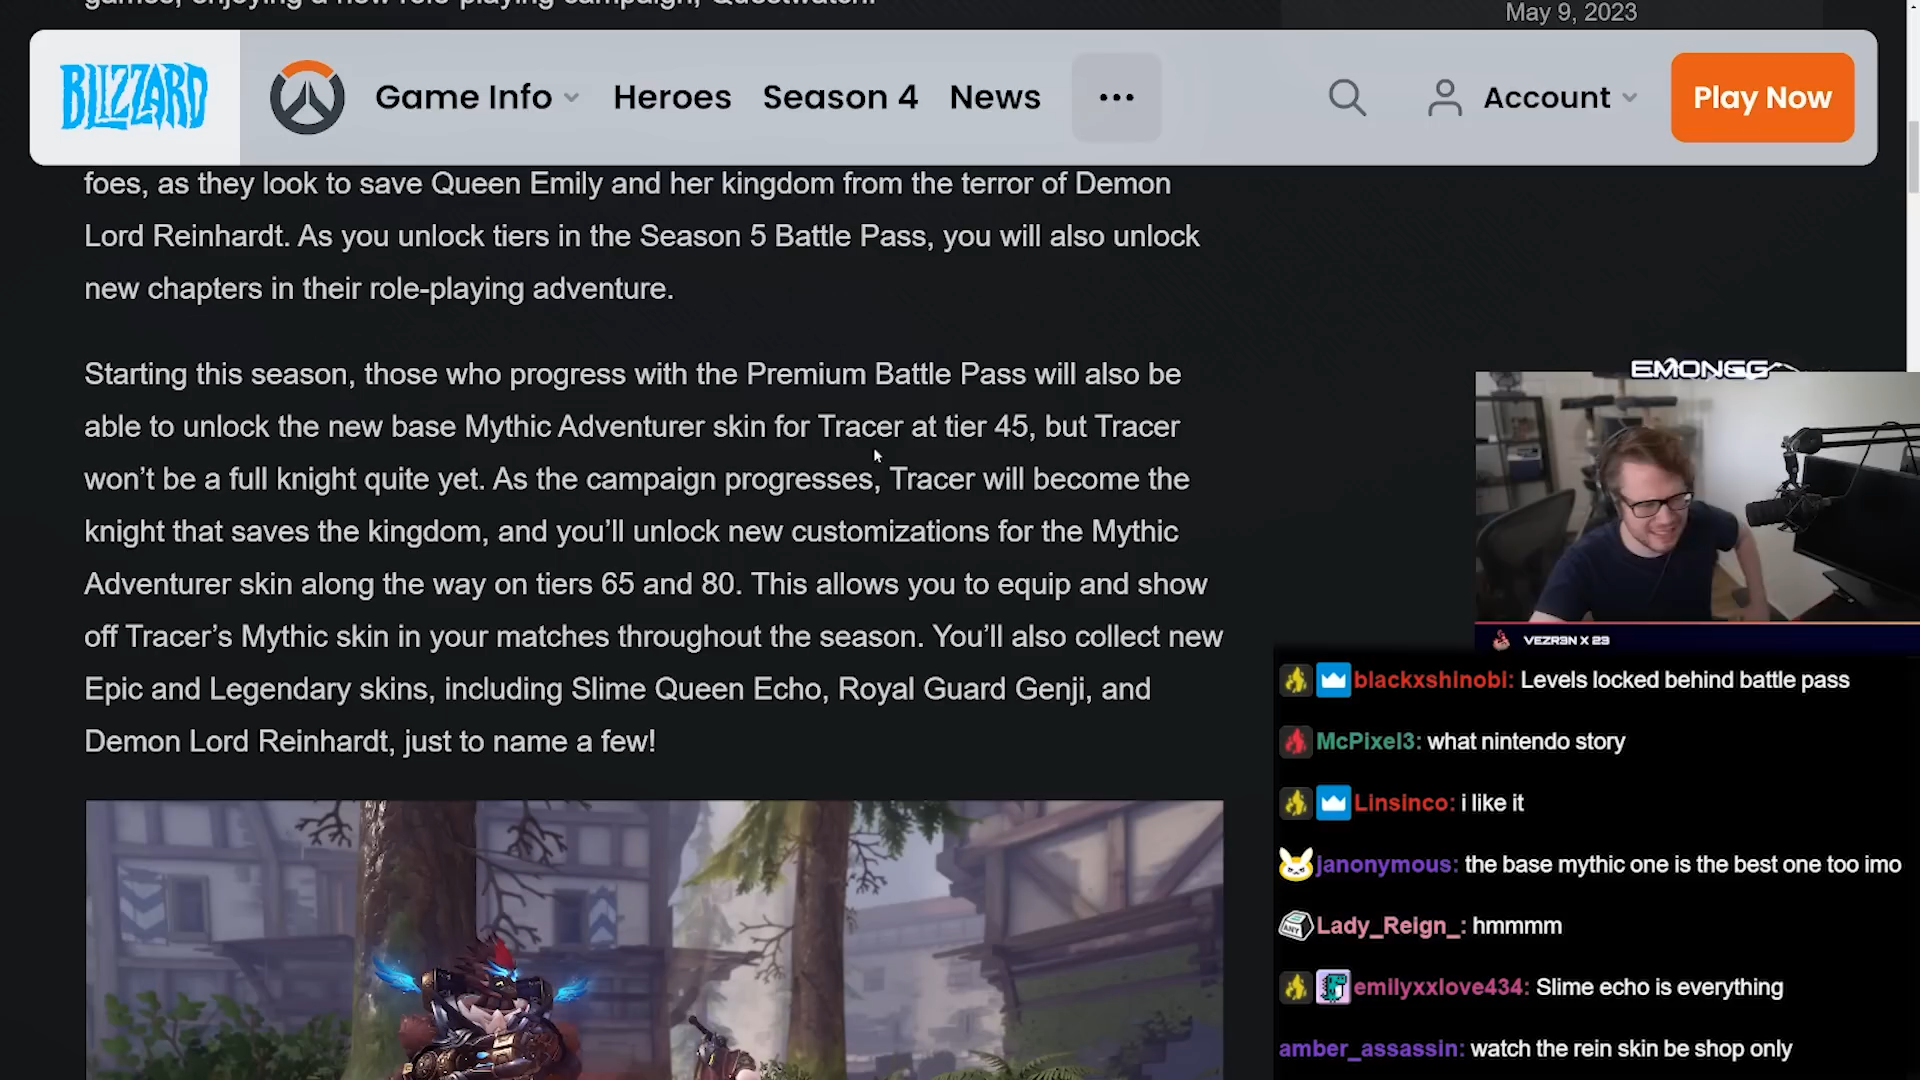 games, enjoying a new role-playing campaign, Questwatch.
May 9, 2023
BLIZZARD
Game Info
Heroes
Season 4
News
Account
Play Now
foes, as they look to save Queen Emily and her kingdom from the terror of Demon
Lord Reinhardt. As you unlock tiers in the Season 5 Battle Pass, you will also unlock
new chapters in their role-playing adventure.
Starting this season, those who progress with the Premium Battle Pass will also be
able to unlock the new base Mythic Adventurer skin for Tracer at tier 45, but Tracer
won’t be a full knight quite yet. As the campaign progresses, Tracer will become the
knight that saves the kingdom, and you’ll unlock new customizations for the Mythic
Adventurer skin along the way on tiers 65 and 80. This allows you to equip and show
off Tracer’s Mythic skin in your matches throughout the season. You’ll also collect new
Epic and Legendary skins, including Slime Queen Echo, Royal Guard Genji, and
Demon Lord Reinhardt, just to name a few!
EMONGG
VEZR3N X 23
blackxshinobi: Levels locked behind battle pass
McPixel3: what nintendo story
Linsinco: i like it
janonymous: the base mythic one is the best one too imo
ANY
Lady_Reign_: hmmmm
emilyxxlove434: Slime echo is everything
amber_assassin: watch the rein skin be shop only